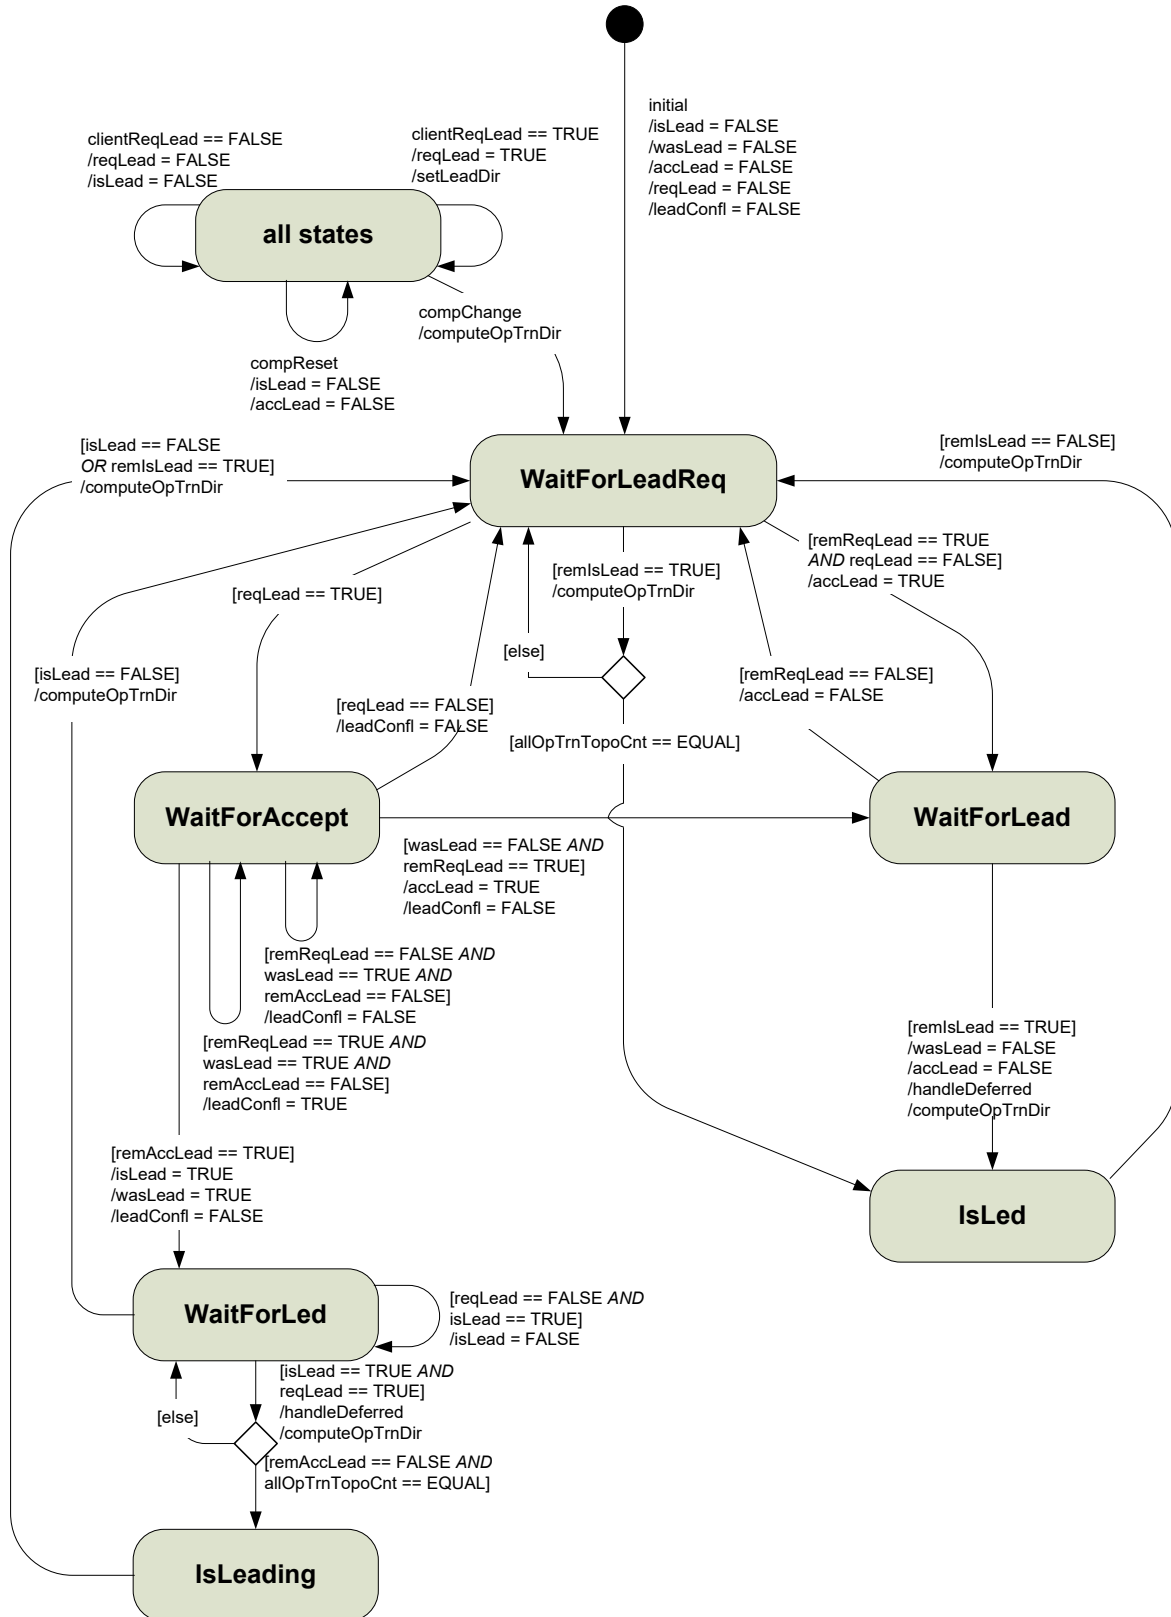 initial
/isLead = FALSE
/wasLead = FALSE
/accLead = FALSE
/reqLead = FALSE
/leadConfl = FALSE
clientReqLead == FALSE
/reqLead = FALSE
/isLead = FALSE
clientReqLead == TRUE
/reqLead = TRUE
/setLeadDir
all states
compChange
/computeOpTrnDir
compReset
/isLead = FALSE
/accLead = FALSE
[isLead == FALSE
OR remIsLead == TRUE]
/computeOpTrnDir
[remIsLead == FALSE]
/computeOpTrnDir
WaitForLeadReq
[remReqLead == TRUE
AND reqLead == FALSE]
/accLead = TRUE
[remIsLead == TRUE]
/computeOpTrnDir
[reqLead == TRUE]
[else]
[isLead == FALSE]
/computeOpTrnDir
[remReqLead == FALSE]
/accLead = FALSE
[reqLead == FALSE]
/leadConfl = FALSE
[allOpTrnTopoCnt == EQUAL]
WaitForAccept
WaitForLead
[wasLead == FALSE AND
remReqLead == TRUE]
/accLead = TRUE
/leadConfl = FALSE
[remReqLead == FALSE AND
wasLead == TRUE AND
remAccLead == FALSE]
/leadConfl = FALSE
[remReqLead == TRUE AND
wasLead == TRUE AND
remAccLead == FALSE]
/leadConfl = TRUE
[remIsLead == TRUE]
/wasLead = FALSE
/accLead = FALSE
/handleDeferred
/computeOpTrnDir
[remAccLead == TRUE]
/isLead = TRUE
/wasLead = TRUE
/leadConfl = FALSE
IsLed
WaitForLed
[reqLead == FALSE AND
isLead == TRUE]
/isLead = FALSE
[isLead == TRUE AND
reqLead == TRUE]
/handleDeferred
/computeOpTrnDir
[else]
[remAccLead == FALSE AND
allOpTrnTopoCnt == EQUAL]
IsLeading